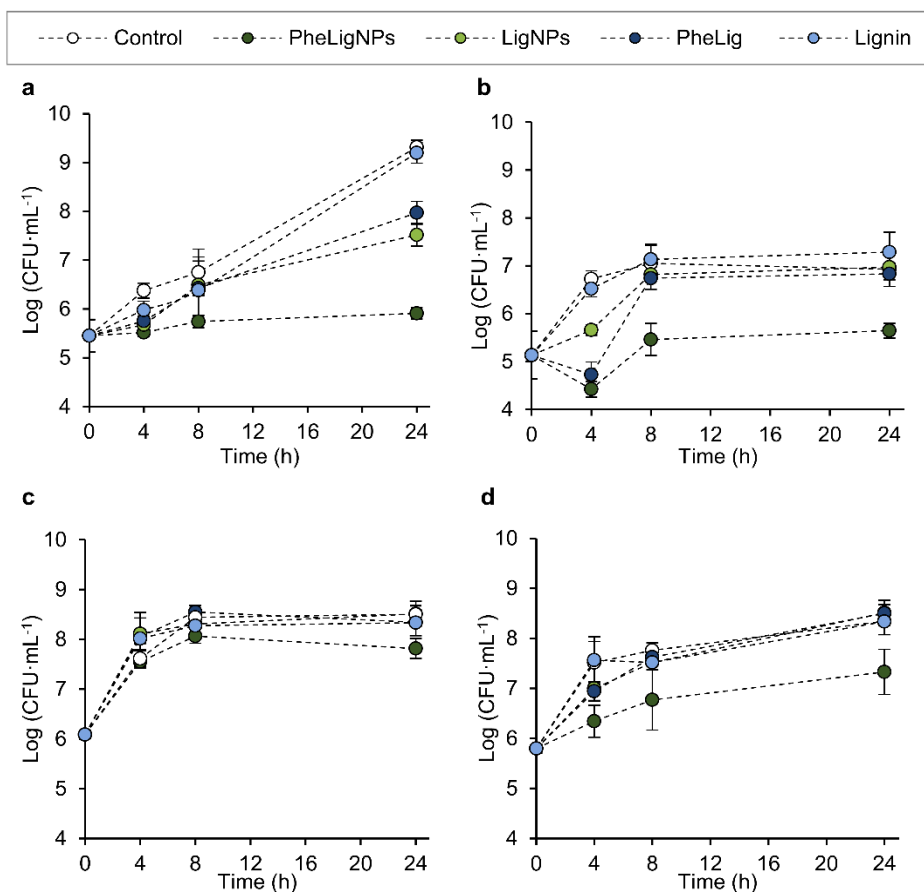 Control PheLigNPs LigNPs PheLig Lignin
a
10
9
8
7
6
5
4
Log (CFU·mL⁻¹)
0 4 8 12 16 20 24
Time (h)
b
10
9
8
7
6
5
4
Log (CFU·mL⁻¹)
0 4 8 12 16 20 24
Time (h)
c
10
9
8
7
6
5
4
Log (CFU·mL⁻¹)
0 4 8 12 16 20 24
Time (h)
d
10
9
8
7
6
5
4
Log (CFU·mL⁻¹)
0 4 8 12 16 20 24
Time (h)